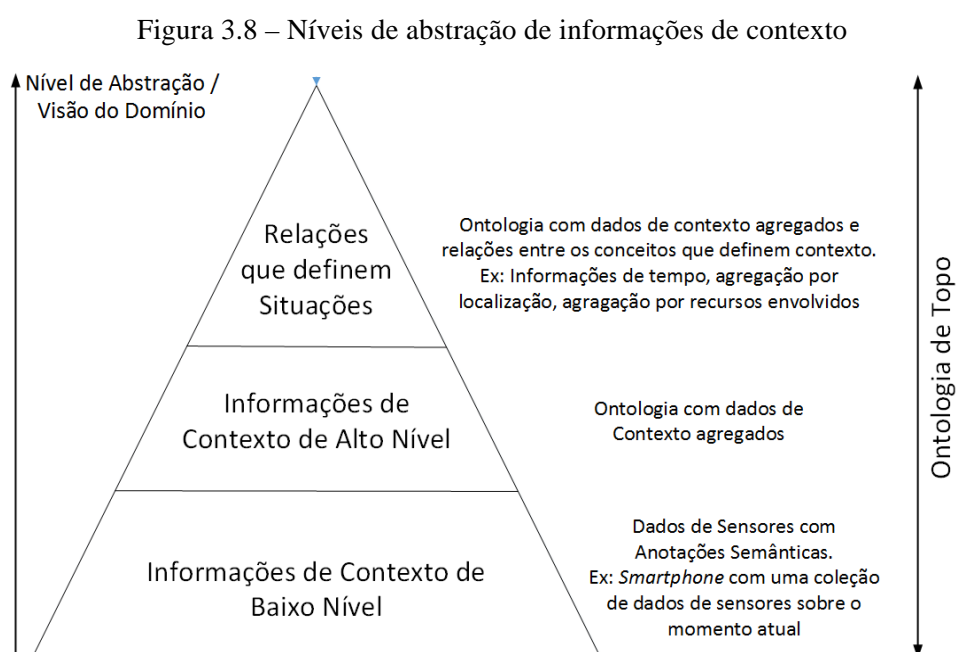 Figura 3.8 – Níveis de abstração de informações de contexto
Nível de Abstração /
Visão do Domínio
Relações
que definem
Situações
Ontologia com dados de contexto agregados e
relações entre os conceitos que definem contexto.
Ex: Informações de tempo, agregação por
localização, agragação por recursos envolvidos
Informações de
Contexto de Alto Nível
Ontologia com dados de
Contexto agregados
Informações de Contexto de
Baixo Nível
Dados de Sensores com
Anotações Semânticas.
Ex: Smartphone com uma coleção
de dados de sensores sobre o
momento atual
Ontologia de Topo